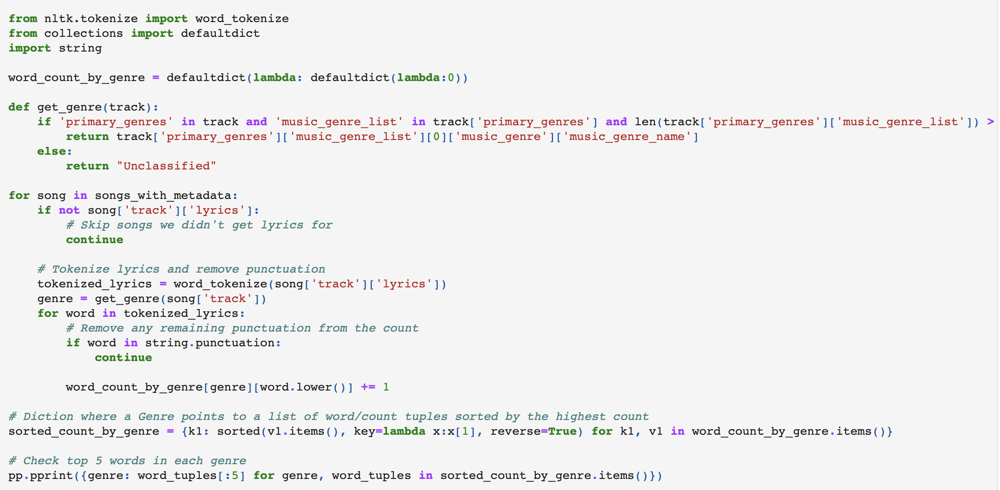 from nltk.tokenize import word_tokenize
from collections import defaultdict
import string

word_count_by_genre = defaultdict(lambda: defaultdict(lambda:0))

def get_genre(track):
    if 'primary_genres' in track and 'music_genre_list' in track['primary_genres'] and len(track['primary_genres']['music_genre_list']) >
        return track['primary_genres']['music_genre_list'][0]['music_genre']['music_genre_name']
    else:
        return "Unclassified"

for song in songs_with_metadata:
    if not song['track']['lyrics']:
        # Skip songs we didn't get lyrics for
        continue

    # Tokenize lyrics and remove punctuation
    tokenized_lyrics = word_tokenize(song['track']['lyrics'])
    genre = get_genre(song['track'])
    for word in tokenized_lyrics:
        # Remove any remaining punctuation from the count
        if word in string.punctuation:
            continue

        word_count_by_genre[genre][word.lower()] += 1

# Diction where a Genre points to a list of word/count tuples sorted by the highest count
sorted_count_by_genre = {k1: sorted(v1.items(), key=lambda x:x[1], reverse=True) for k1, v1 in word_count_by_genre.items()}

# Check top 5 words in each genre
pp.pprint({genre: word_tuples[:5] for genre, word_tuples in sorted_count_by_genre.items()})